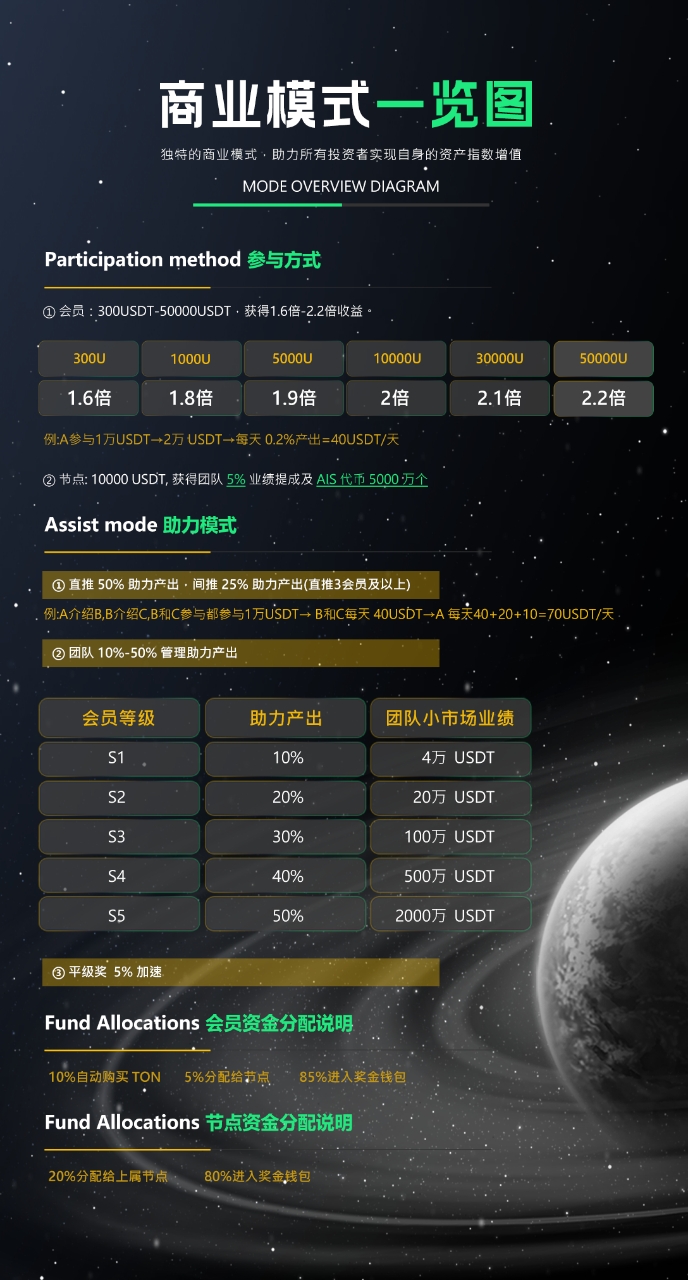 商业模式一览图
独特的商业模式 · 助力所有投资者实现自身的资产指数增值
MODE OVERVIEW DIAGRAM
Participation method 参与方式
① 会员：300USDT-50000USDT · 获得1.6倍-2.2倍收益。
300U 1000U 5000U 10000U 30000U 50000U
1.6倍 1.8倍 1.9倍 2倍 2.1倍 2.2倍
例:A参与1万USDT→2万 USDT→每天 0.2%产出=40USDT/天
② 节点: 10000 USDT, 获得团队 5% 业绩提成及 AIS 代币 5000 万个
Assist mode 助力模式
① 直推 50% 助力产出 · 间推 25% 助力产出(直推3会员及以上)
例:A介绍B,B介绍C,B和C参与都参与1万USDT→ B和C每天 40USDT→A 每天40+20+10=70USDT/天
② 团队 10%-50% 管理助力产出
会员等级 助力产出 团队小市场业绩
S1 10% 4万 USDT
S2 20% 20万 USDT
S3 30% 100万 USDT
S4 40% 500万 USDT
S5 50% 2000万 USDT
③ 平级奖 5% 加速
Fund Allocations 会员资金分配说明
10%自动购买 TON 5%分配给节点 85%进入奖金钱包
Fund Allocations 节点资金分配说明
20%分配给上属节点 80%进入奖金钱包